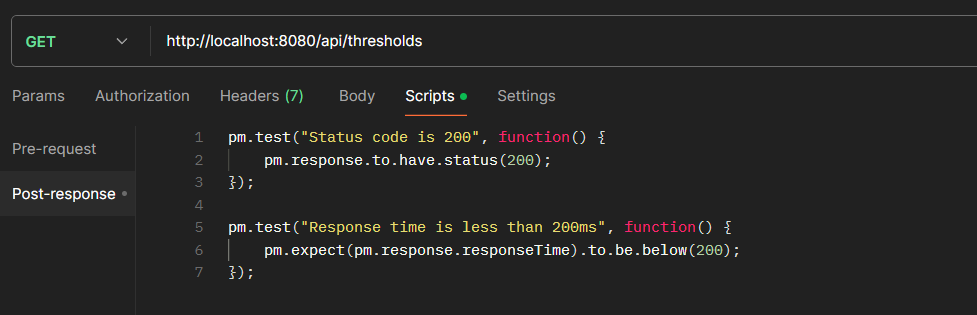 GET http://localhost:8080/api/thresholds
Params Authorization Headers (7) Body Scripts Settings
Pre-request
Post-response
1 pm.test("Status code is 200", function() {
2     pm.response.to.have.status(200);
3 });
4
5 pm.test("Response time is less than 200ms", function() {
6     pm.expect(pm.response.responseTime).to.be.below(200);
7 });